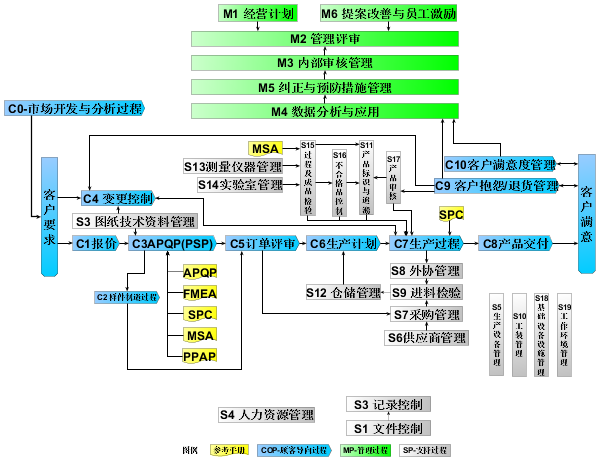 M1 经营计划
M6 提案改善与员工激励
M2 管理评审
M3 内部审核管理
M5 纠正与预防措施管理
M4 数据分析与应用
C0-市场开发与分析过程
MSA
S15 过程及成品检验
S16 不合格品控制
S11 产品标识与追溯
S17 产品审核
S13测量仪器管理
S14实验室管理
C10客户满意度管理
C9 客户抱怨/退货管理
客户要求
客户满意
C4 变更控制
S3 图纸技术资料管理
SPC
C1报价
C3APQP(PSP)
C5订单评审
C6生产计划
C7生产过程
C8产品交付
C2样件制造过程
APQP
FMEA
SPC
MSA
PPAP
S8 外协管理
S12 仓储管理
S9 进料检验
S7采购管理
S6供应商管理
S5 生产设备管理
S10 工装管理
S18 基础设备设施管理
S19 工作环境管理
S4 人力资源管理
S3 记录控制
S1 文件控制
图例
参考手册
COP-顾客导向过程
MP-管理过程
SP-支持过程